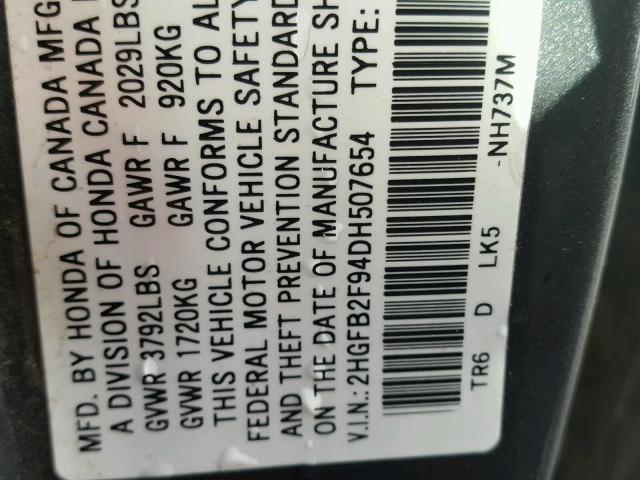 MFD. BY HONDA OF CANADA MFG
A DIVISION OF HONDA CANADA
GVWR 3792LBS GAWR F 2029LBS
GVWR 1720KG GAWR F 920KG
THIS VEHICLE CONFORMS TO AL
FEDERAL MOTOR VEHICLE SAFETY
AND THEFT PREVENTION STANDARD
ON THE DATE OF MANUFACTURE SH
V.I.N.: 2HGFB2F94DH507654 TYPE:
TR6 D LK5 -NH737M